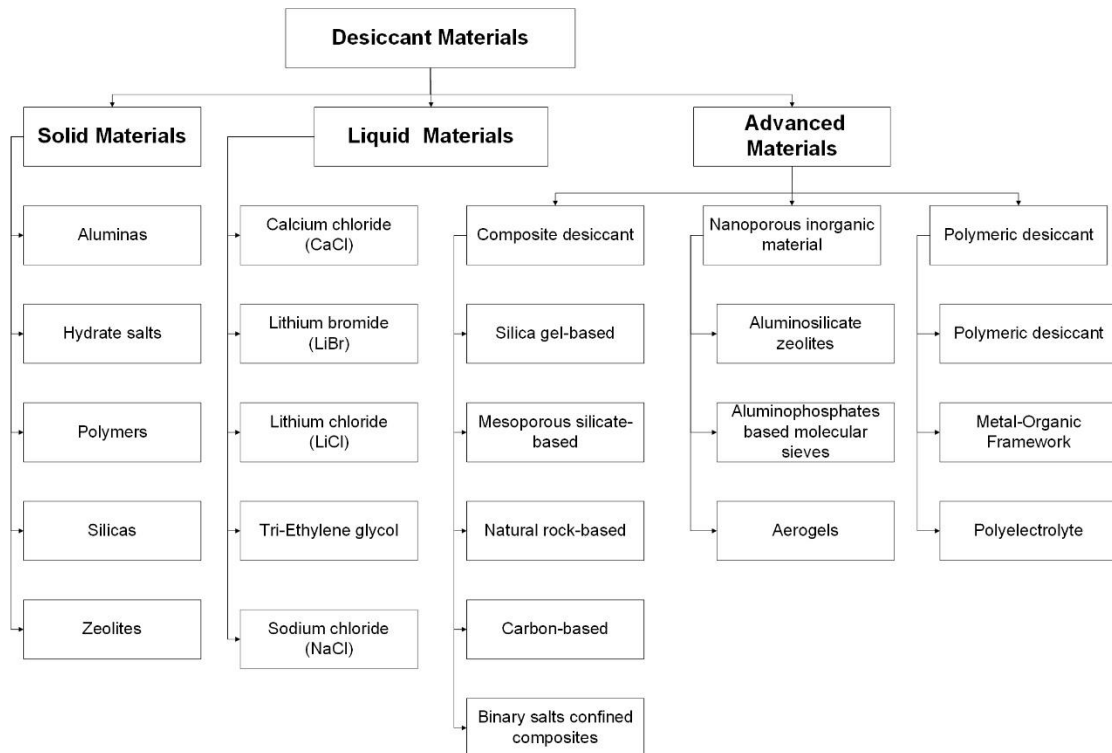 Desiccant Materials
Solid Materials
Liquid  Materials
Advanced
Materials
Aluminas
Hydrate salts
Polymers
Silicas
Zeolites
Calcium chloride
(CaCl)
Lithium bromide
(LiBr)
Lithium chloride
(LiCl)
Tri-Ethylene glycol
Sodium chloride
(NaCl)
Composite desiccant
Silica gel-based
Mesoporous silicate-
based
Natural rock-based
Carbon-based
Binary salts confined
composites
Nanoporous inorganic
material
Aluminosilicate
zeolites
Aluminophosphates
based molecular
sieves
Aerogels
Polymeric desiccant
Polymeric desiccant
Metal-Organic
Framework
Polyelectrolyte